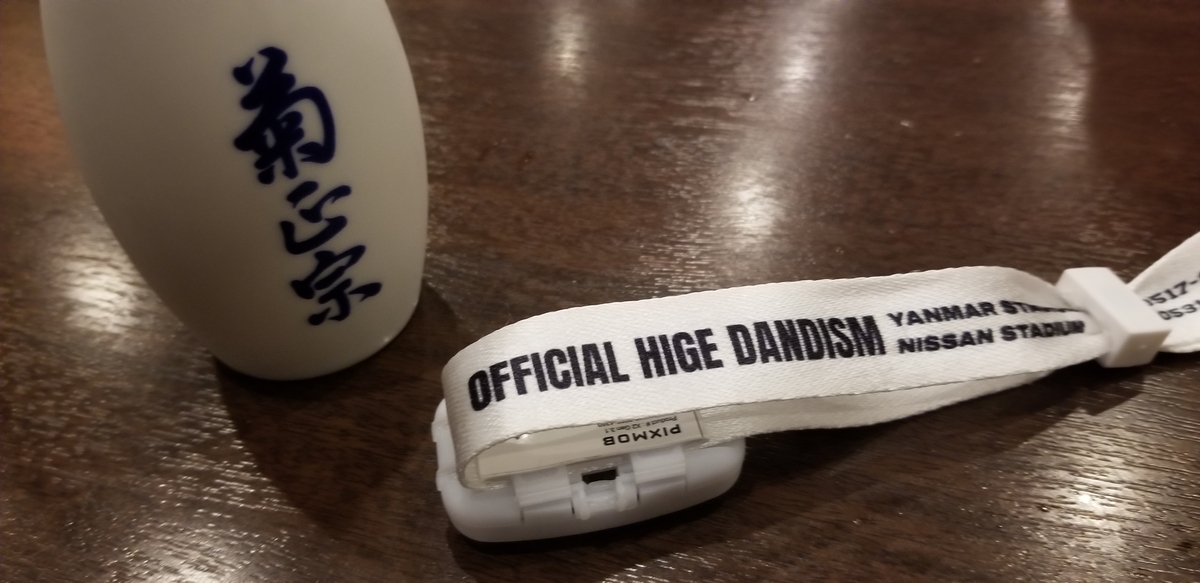 菊正宗
OFFICIAL HIGE DANDISM
YANMAR
NISSAN STADIUM
PIXMOB